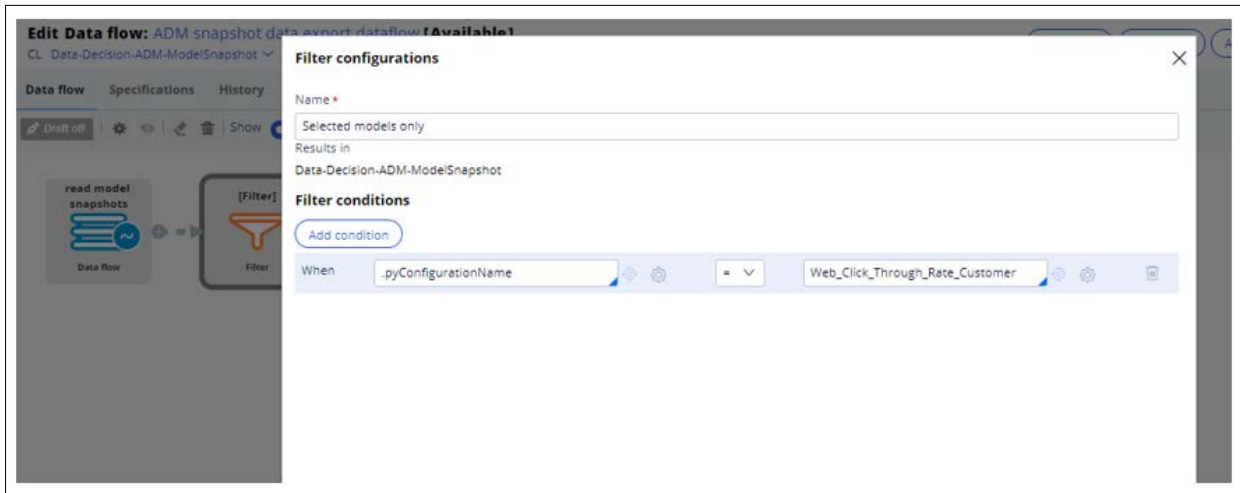 Edit Data flow: ADM snapshot data export dataflow [Available]
CL Data-Decision-ADM-ModelSnapshot
Data flow Specifications History
Draft off Show
read model
snapshots
Data flow
[Filter]
Filter
Filter configurations
Name *
Selected models only
Results in
Data-Decision-ADM-ModelSnapshot
Filter conditions
Add condition
When .pyConfigurationName = Web_Click_Through_Rate_Customer